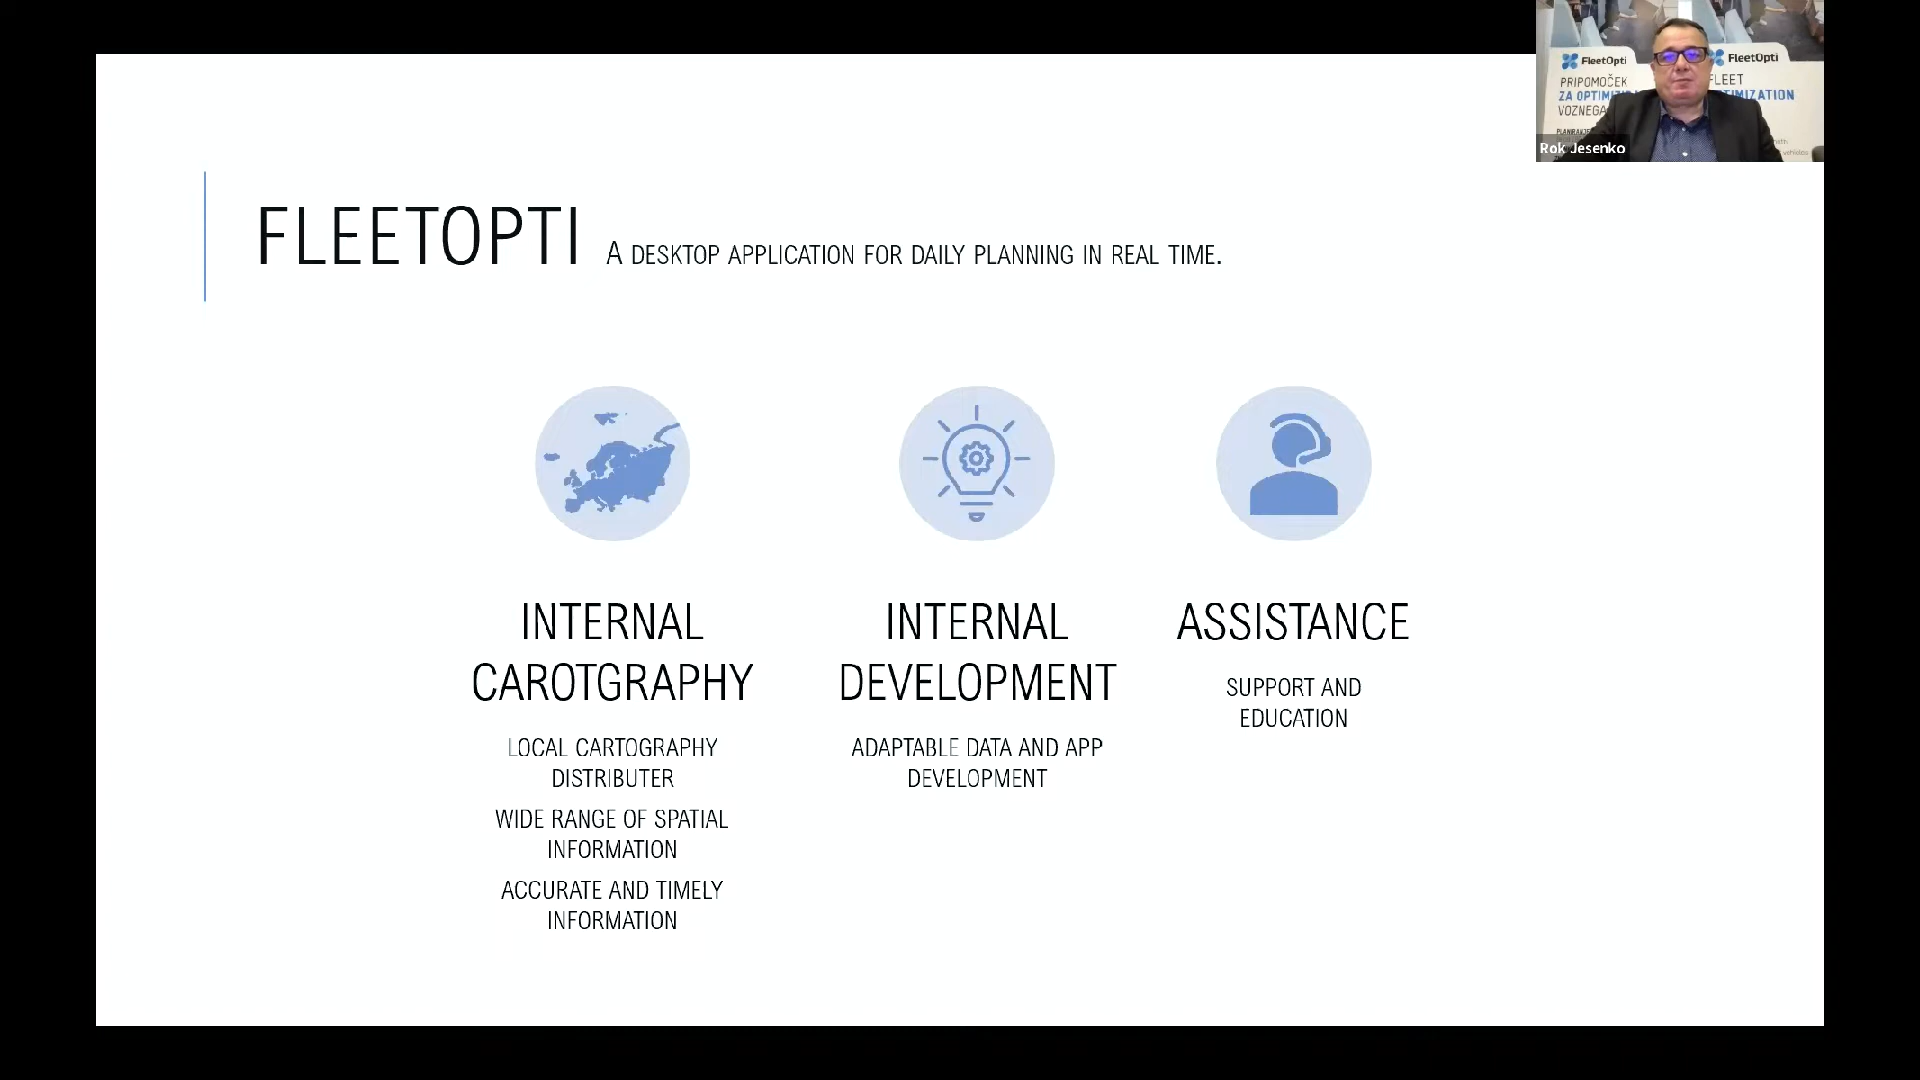 FleetOpti
PRIPOMOČEK
VOZNEGA
FleetOpti
FLEET
Rok Jesenko
FLEETOPTI A DESKTOP APPLICATION FOR DAILY PLANNING IN REAL TIME.
INTERNAL
CAROTGRAPHY
LOCAL CARTOGRAPHY
DISTRIBUTER
WIDE RANGE OF SPATIAL
INFORMATION
ACCURATE AND TIMELY
INFORMATION
INTERNAL
DEVELOPMENT
ADAPTABLE DATA AND APP
DEVELOPMENT
ASSISTANCE
SUPPORT AND
EDUCATION